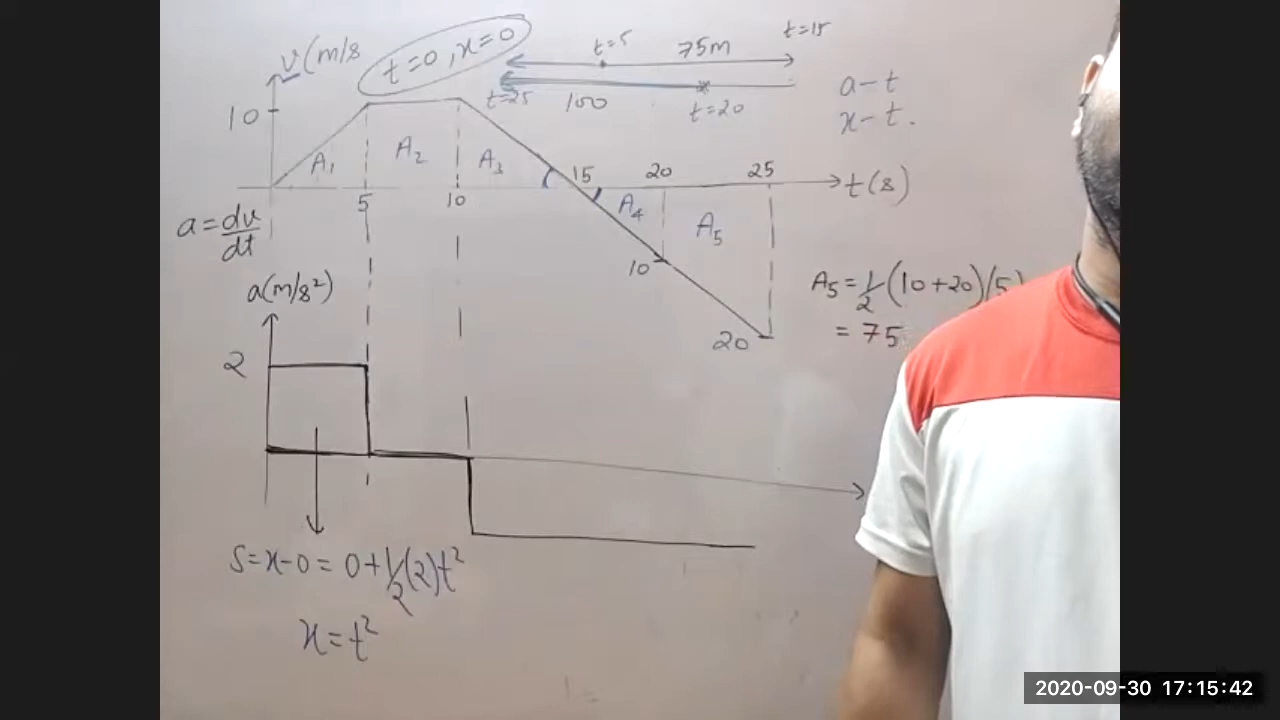 v(m/s
t=0, x=0
t=5
75m
t=15
10
t=25
100
t=20
a-t
x-t.
A₁
A₂
A₃
15
20
25
t(s)
5
10
A₄
A₅
a=dv/dt
10
20
a(m/s²)
A₅=1/2(10+20)(5)
=75
2
S=x-0=0+1/2(2)t²
x=t²
2020-09-30 17:15:42